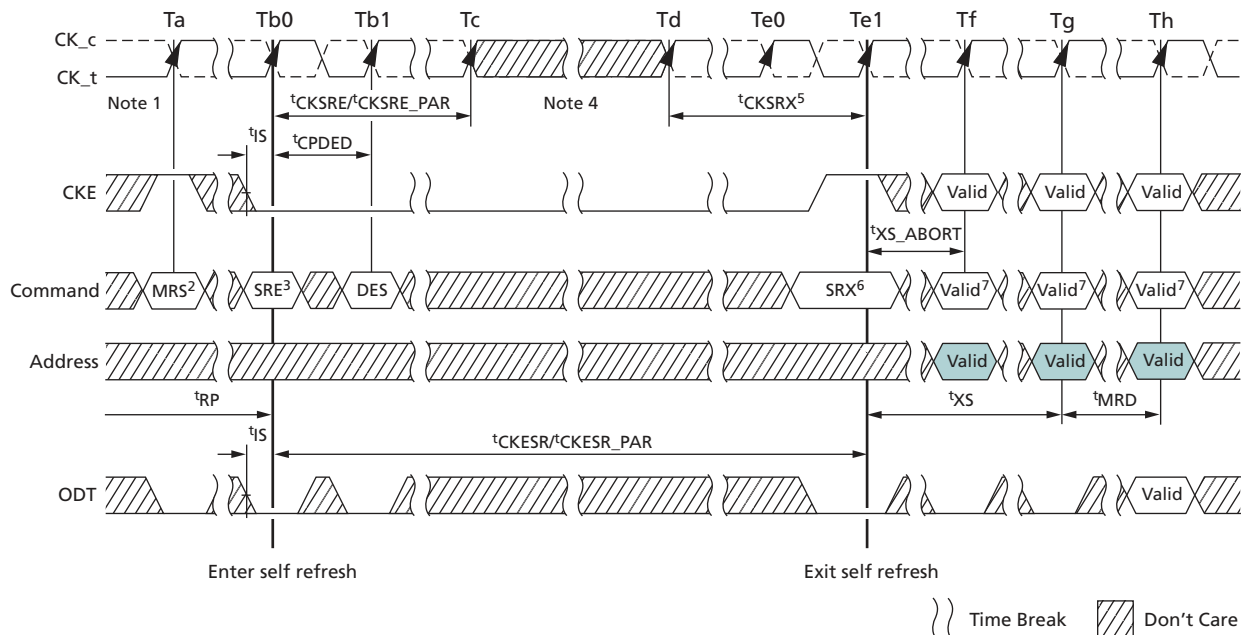 Ta Tb0 Tb1 Tc Td Te0 Te1 Tf Tg Th
CK_c
CK_t
Note 1 tCKSRE/tCKSRE_PAR Note 4 tCKSRX5
tIS tCPDED
CKE Valid Valid Valid
tXS_ABORT
Command MRS2 SRE3 DES SRX6 Valid7 Valid7 Valid7
Address Valid Valid Valid
tRP tXS tMRD
tIS tCKESR/tCKESR_PAR
ODT Valid
Enter self refresh Exit self refresh
Time Break Don't Care